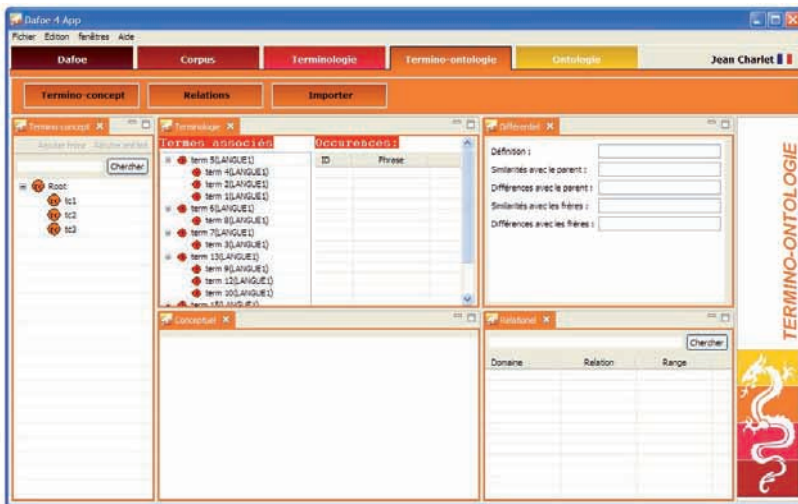 Dafoe 4 App
Fichier Edition fenêtres Aide
Dafoe Corpus Terminologie Termino-ontologie Ontologie Jean Charlet
Termino-concept Relations Importer
Termino concept
Chercher
Root
tc1
tc2
tc3
Terminologie
Termes associés Occurences:
ID Phrase
term 5(LANGUE1)
term 4(LANGUE1)
term 2(LANGUE1)
term 1(LANGUE1)
term 6(LANGUE1)
term 8(LANGUE1)
term 7(LANGUE1)
term 3(LANGUE1)
term 13(LANGUE1)
term 9(LANGUE1)
term 12(LANGUE1)
term 10(LANGUE1)
term 15(LANGUE1)
Différentiel
Définition :
Similarités avec le parent :
Différences avec le parent :
Similarités avec les frères :
Différences avec les frères :
Conceptuel
Relationel
Chercher
Domaine Relation Range
TERMINO-ONTOLOGIE